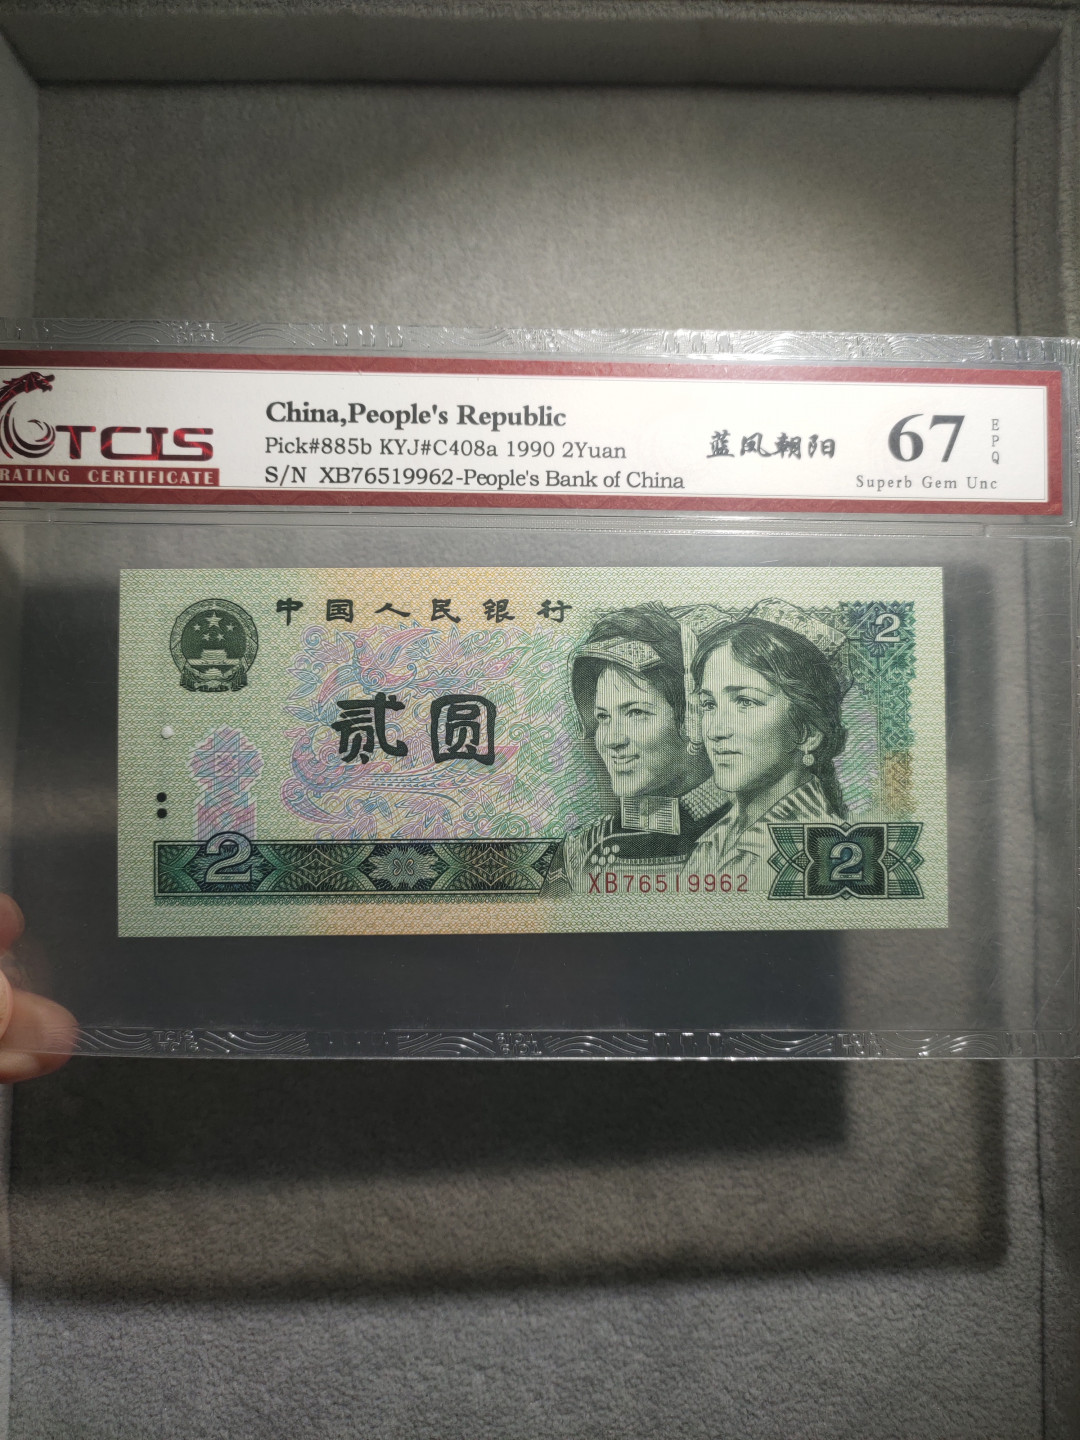 TCIS
RATING CERTIFICATE
China,People's Republic
Pick#885b KYJ#C408a 1990 2Yuan
S/N XB76519962-People's Bank of China
蓝凤朝阳
67
EPQ
Superb Gem Unc
中国人民银行
2
贰圆
2
XB76519962
2